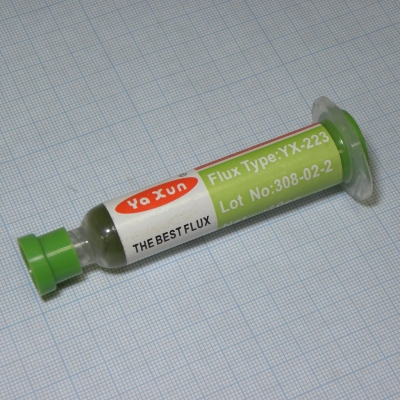 Ya Xun
®
THE BEST FLUX
Flux Type:YX-223
Lot No:308-02-2